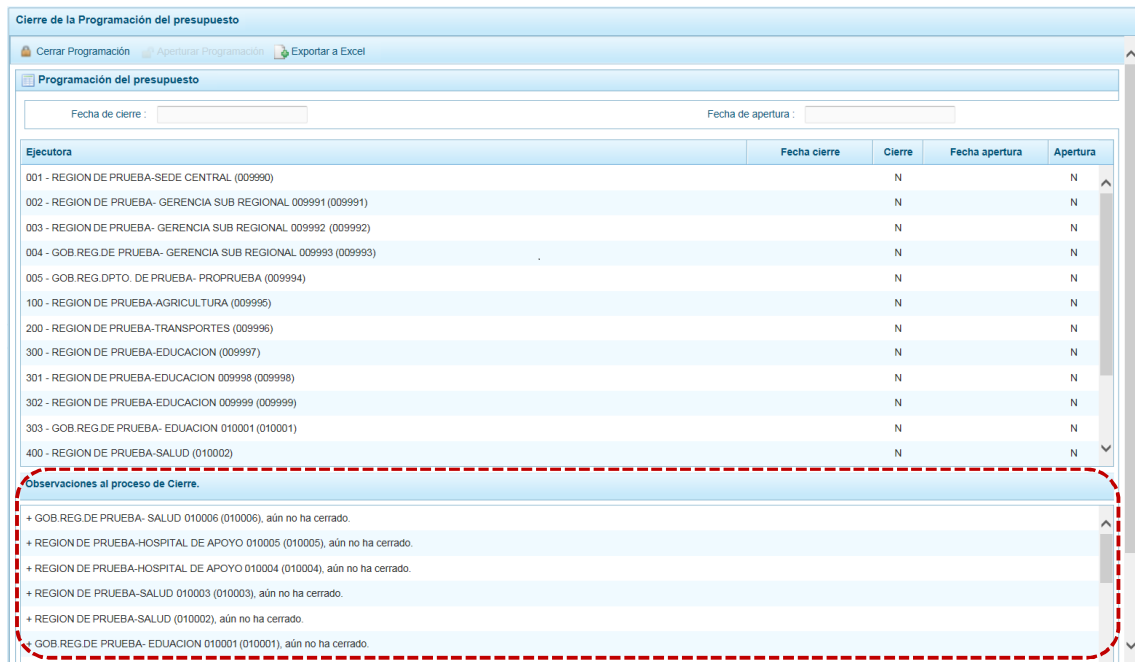 Cierre de la Programación del presupuesto
Cerrar Programación Aperturar Programación Exportar a Excel
Programación del presupuesto
Fecha de cierre : Fecha de apertura :
Ejecutora Fecha cierre Cierre Fecha apertura Apertura
001 - REGION DE PRUEBA-SEDE CENTRAL (009990) N N
002 - REGION DE PRUEBA- GERENCIA SUB REGIONAL 009991 (009991) N N
003 - REGION DE PRUEBA- GERENCIA SUB REGIONAL 009992 (009992) N N
004 - GOB.REG.DE PRUEBA- GERENCIA SUB REGIONAL 009993 (009993) N N
005 - GOB.REG.DPTO. DE PRUEBA- PROPRUEBA (009994) N N
100 - REGION DE PRUEBA-AGRICULTURA (009995) N N
200 - REGION DE PRUEBA-TRANSPORTES (009996) N N
300 - REGION DE PRUEBA-EDUCACION (009997) N N
301 - REGION DE PRUEBA-EDUCACION 009998 (009998) N N
302 - REGION DE PRUEBA-EDUCACION 009999 (009999) N N
303 - GOB.REG.DE PRUEBA- EDUACION 010001 (010001) N N
400 - REGION DE PRUEBA-SALUD (010002) N N
Observaciones al proceso de Cierre.
+ GOB.REG.DE PRUEBA- SALUD 010006 (010006), aún no ha cerrado.
+ REGION DE PRUEBA-HOSPITAL DE APOYO 010005 (010005), aún no ha cerrado.
+ REGION DE PRUEBA-HOSPITAL DE APOYO 010004 (010004), aún no ha cerrado.
+ REGION DE PRUEBA-SALUD 010003 (010003), aún no ha cerrado.
+ REGION DE PRUEBA-SALUD (010002), aún no ha cerrado.
+ GOB.REG.DE PRUEBA- EDUACION 010001 (010001), aún no ha cerrado.